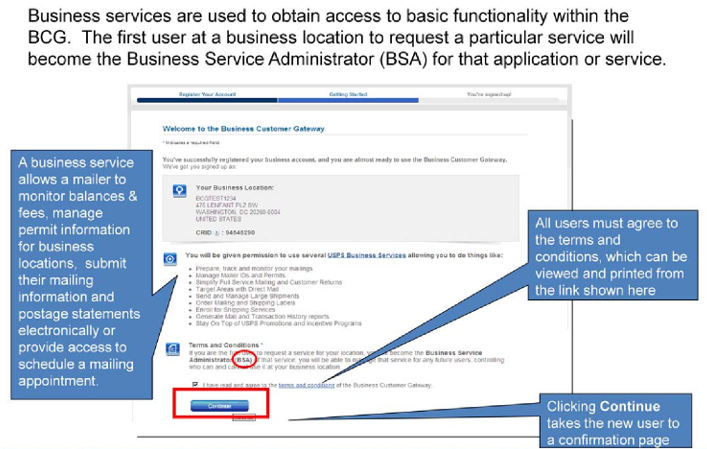 Business services are used to obtain access to basic functionality within the
BCG. The first user at a business location to request a particular service will
become the Business Service Administrator (BSA) for that application or service.
Register Your Account
Getting Started
You're signed up!
Welcome to the Business Customer Gateway
* Indicates a required field
You've successfully registered your business account, and you are almost ready to use the Business Customer Gateway.
We've got you signed up as:
Your Business Location:
BCGTEST1234
475 LENFANT PLZ SW
WASHINGTON, DC 20260-0004
UNITED STATES
CRID : 94545290
You will be given permission to use several USPS Business Services allowing you to do things like:
Prepare, trace and monitor your mailings
Manage Mailer IDs and Permits
Simplify Full Service Mailing and Customer Returns
Target Areas with Direct Mail
Send and Manage Large Shipments
Order Mailing and Shipping Labels
Enroll for Shipping Services
Generate Mail and Transaction History reports
Stay On Top of USPS Promotions and Incentive Programs
Terms and Conditions *
If you are the first user to request a service for your location, you become the Business Service
Administrator (BSA) of that service, you will be able to manage that service for any future users, controlling
who can and cannot use it at your business location.
I have read and agree to the terms and conditions of the Business Customer Gateway.
Continue
A business service
allows a mailer to
monitor balances &
fees, manage
permit information
for business
locations, submit
their mailing
information and
postage statements
electronically or
provide access to
schedule a mailing
appointment.
All users must agree to
the terms and
conditions, which can be
viewed and printed from
the link shown here
Clicking Continue
takes the new user to
a confirmation page